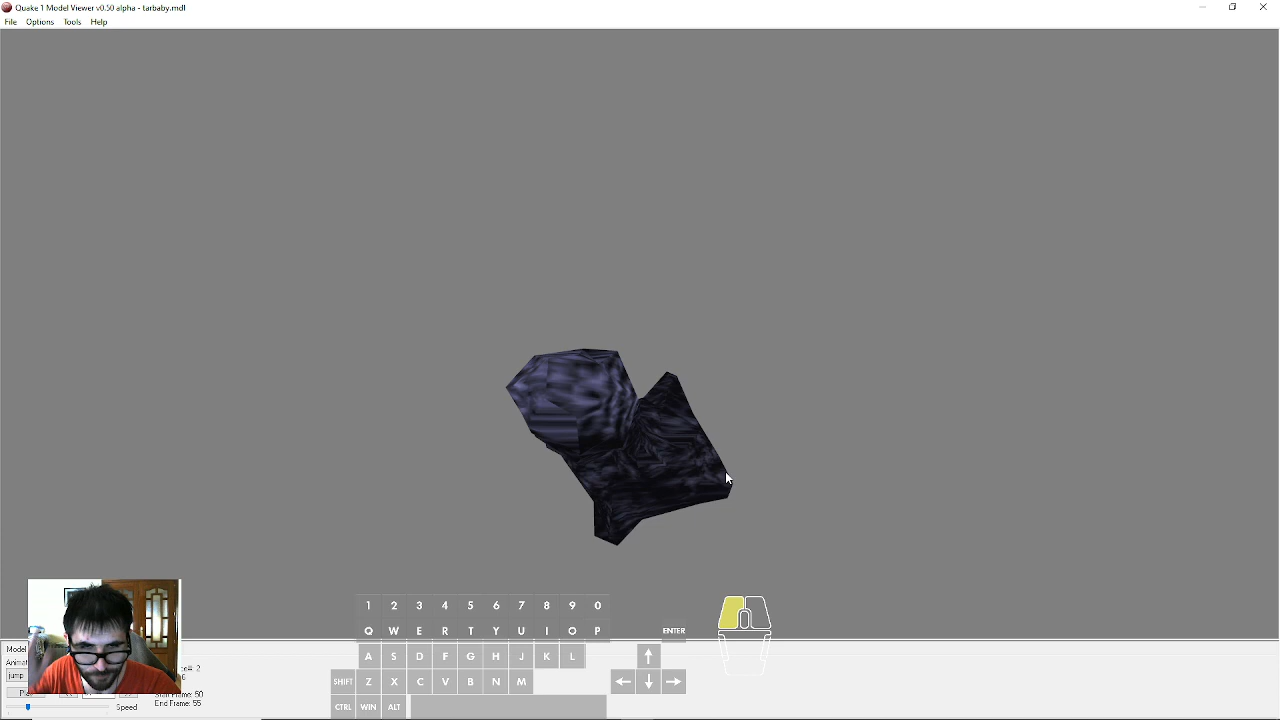 Quake 1 Model Viewer v0.50 alpha - tarbaby.mdl
File Options Tools Help
1 2 3 4 5 6 7 8 9 0
Q W E R T Y U I O P ENTER
Model
A S D F G H J K L
SHIFT Z X C V B N M
Start Frame: 50
End Frame: 55
Speed
CTRL WIN ALT